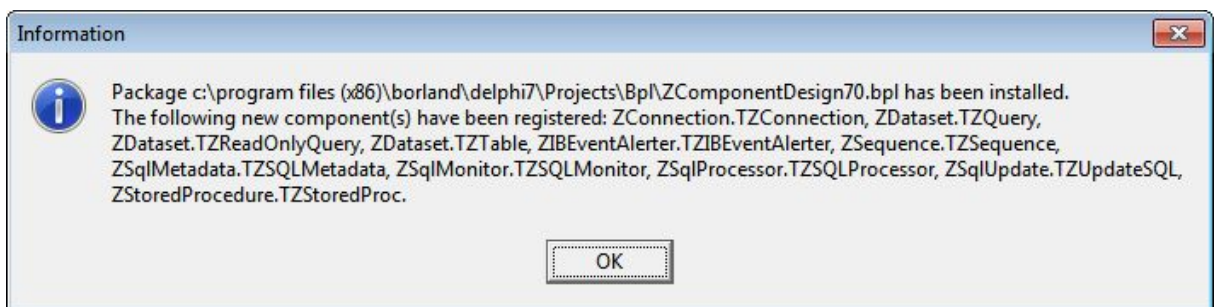 Information
Package c:\program files (x86)\borland\delphi7\Projects\Bpl\ZComponentDesign70.bpl has been installed.
The following new component(s) have been registered: ZConnection.TZConnection, ZDataset.TZQuery,
ZDataset.TZReadOnlyQuery, ZDataset.TZTable, ZIBEventAlerter.TZIBEventAlerter, ZSequence.TZSequence,
ZSqlMetadata.TZSQLMetadata, ZSqlMonitor.TZSQLMonitor, ZSqlProcessor.TZSQLProcessor, ZSqlUpdate.TZUpdateSQL,
ZStoredProcedure.TZStoredProc.
OK